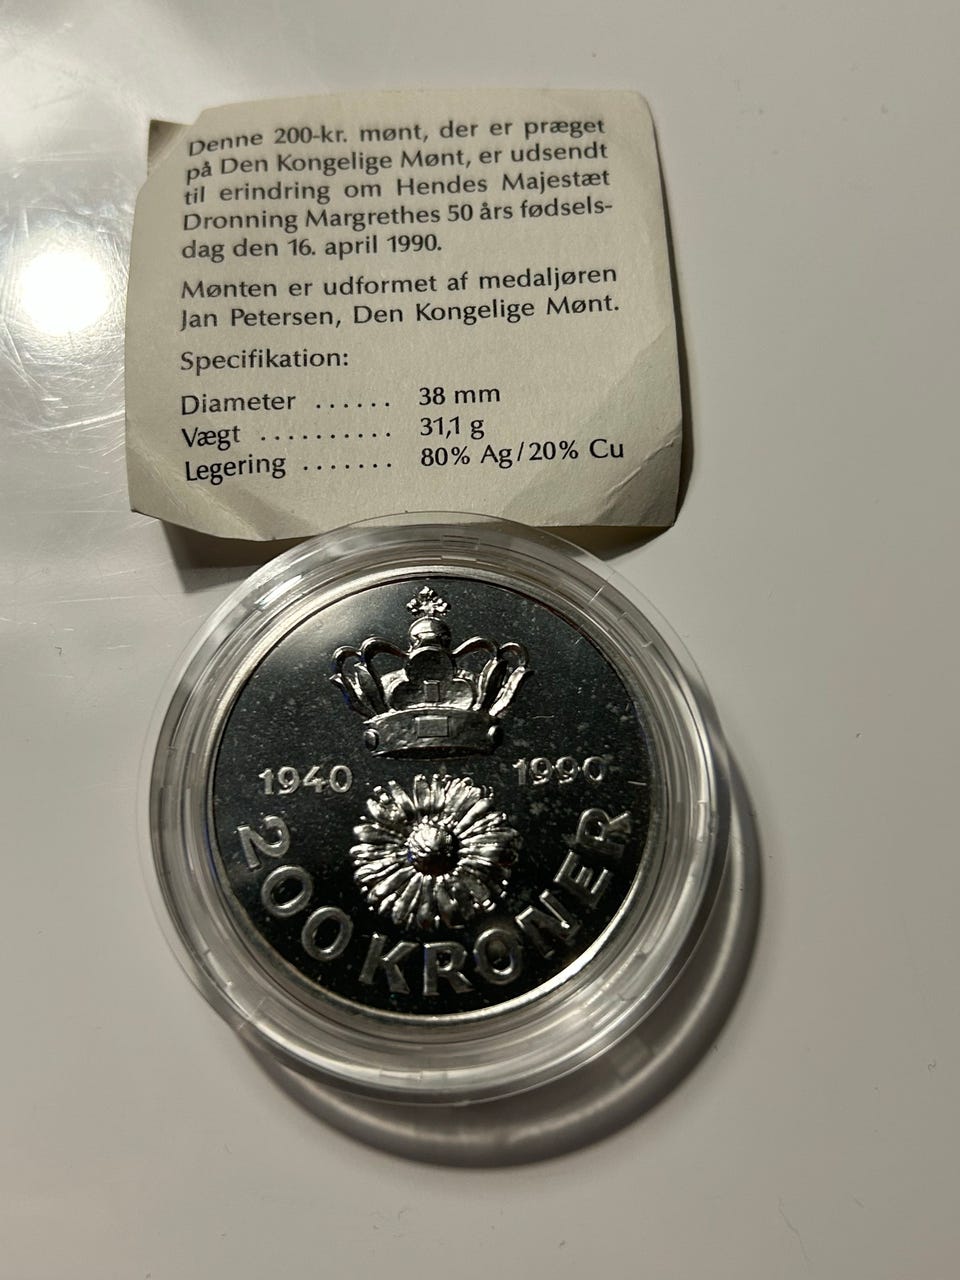 Denne 200-kr. mønt, der er præget
på Den Kongelige Mønt, er udsendt
til erindring om Hendes Majestæt
Dronning Margrethes 50 års fødsels-
dag den 16. april 1990.
Mønten er udformet af medaljøren
Jan Petersen, Den Kongelige Mønt.
Specifikation:
Diameter ...... 38 mm
Vægt .......... 31,1 g
Legering ....... 80% Ag/20% Cu
1940 1990
200 KRONER